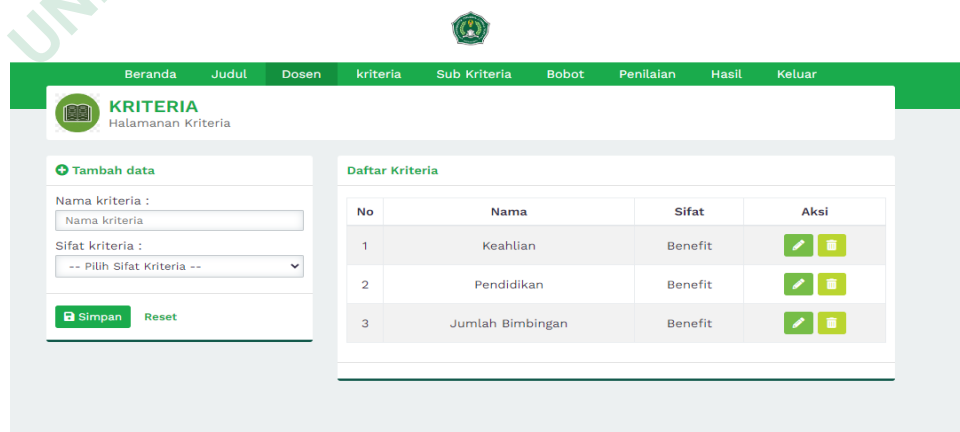 Beranda Judul Dosen kriteria Sub Kriteria Bobot Penilaian Hasil Keluar
KRITERIA
Halamanan Kriteria
Tambah data
Nama kriteria :
Nama kriteria
Sifat kriteria :
-- Pilih Sifat Kriteria --
Simpan Reset
Daftar Kriteria
No Nama Sifat Aksi
1 Keahlian Benefit
2 Pendidikan Benefit
3 Jumlah Bimbingan Benefit